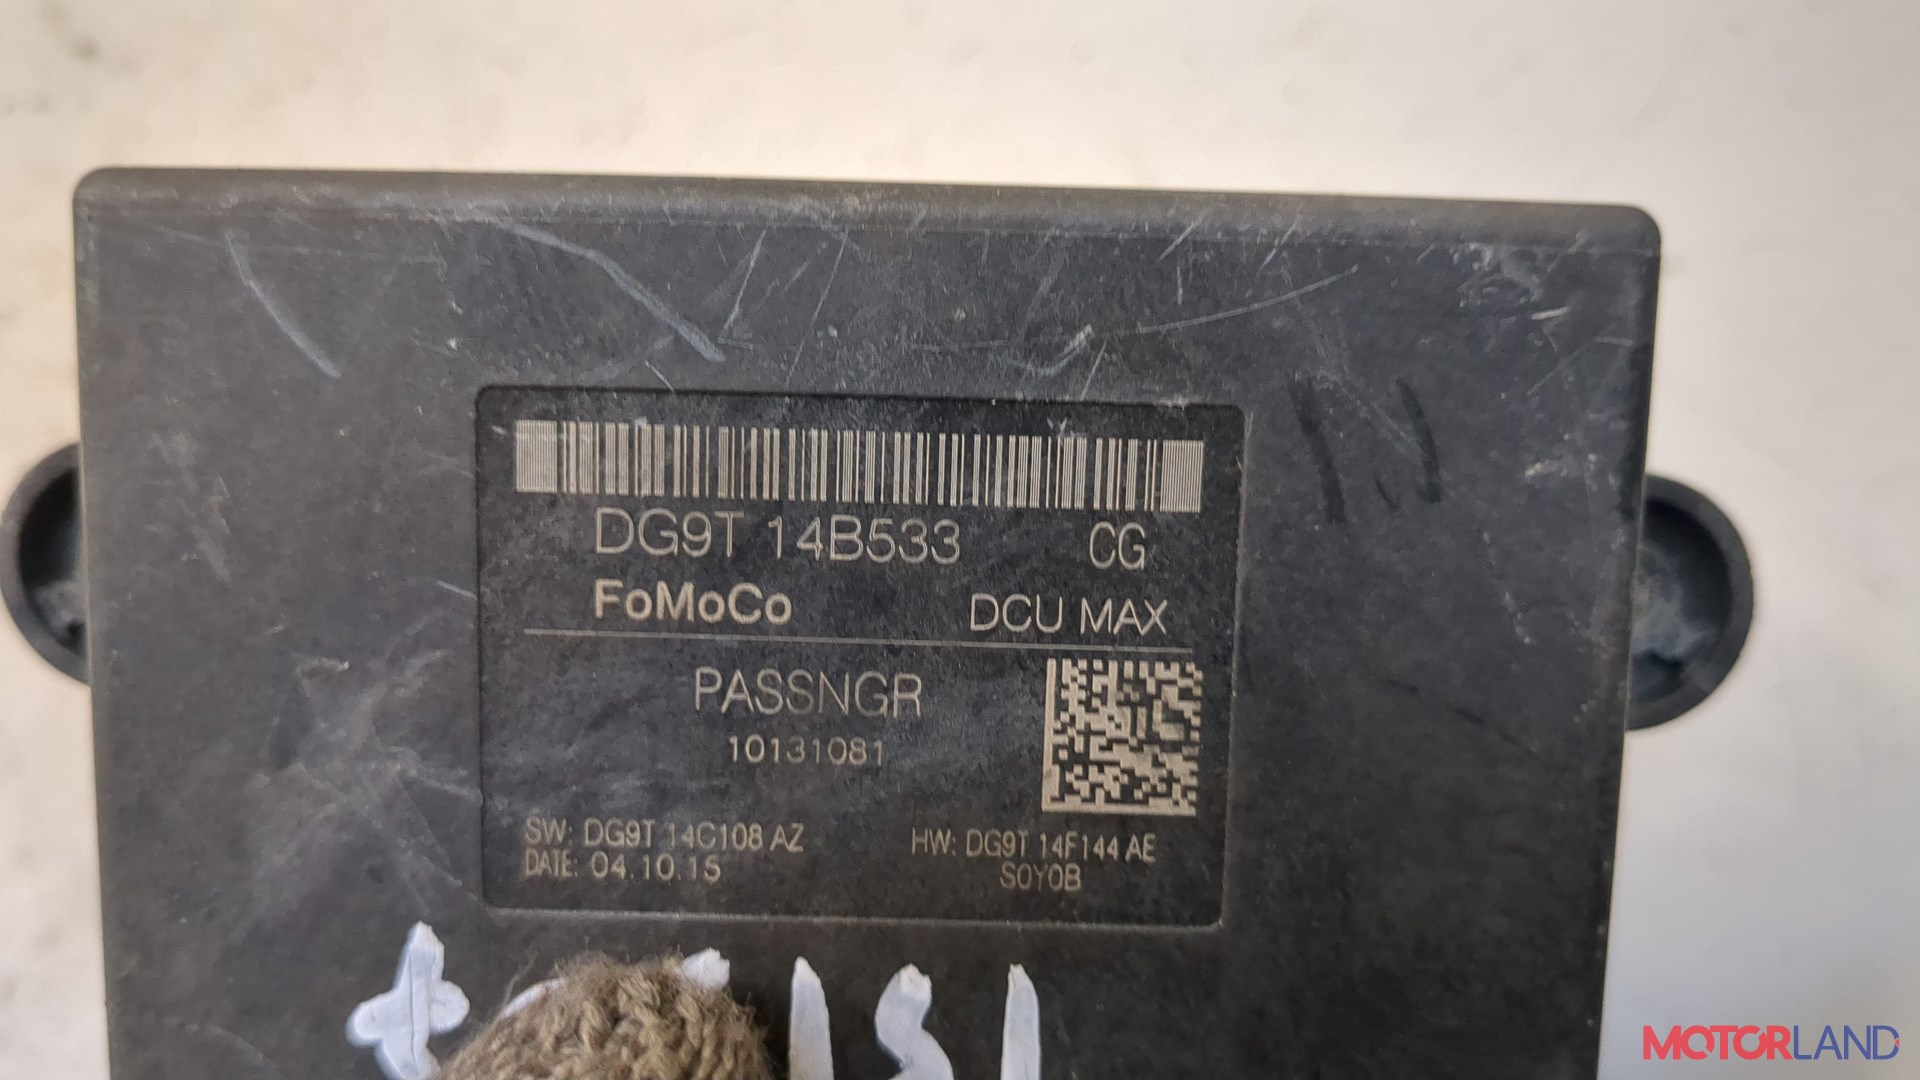 DG9T 14B533 CG
FoMoCo DCU MAX
PASSNGR
10131081
SW: DG9T 14C108 AZ HW: DG9T 14F144 AE
DATE: 04.10.15 S0Y0B
MOTORLAND